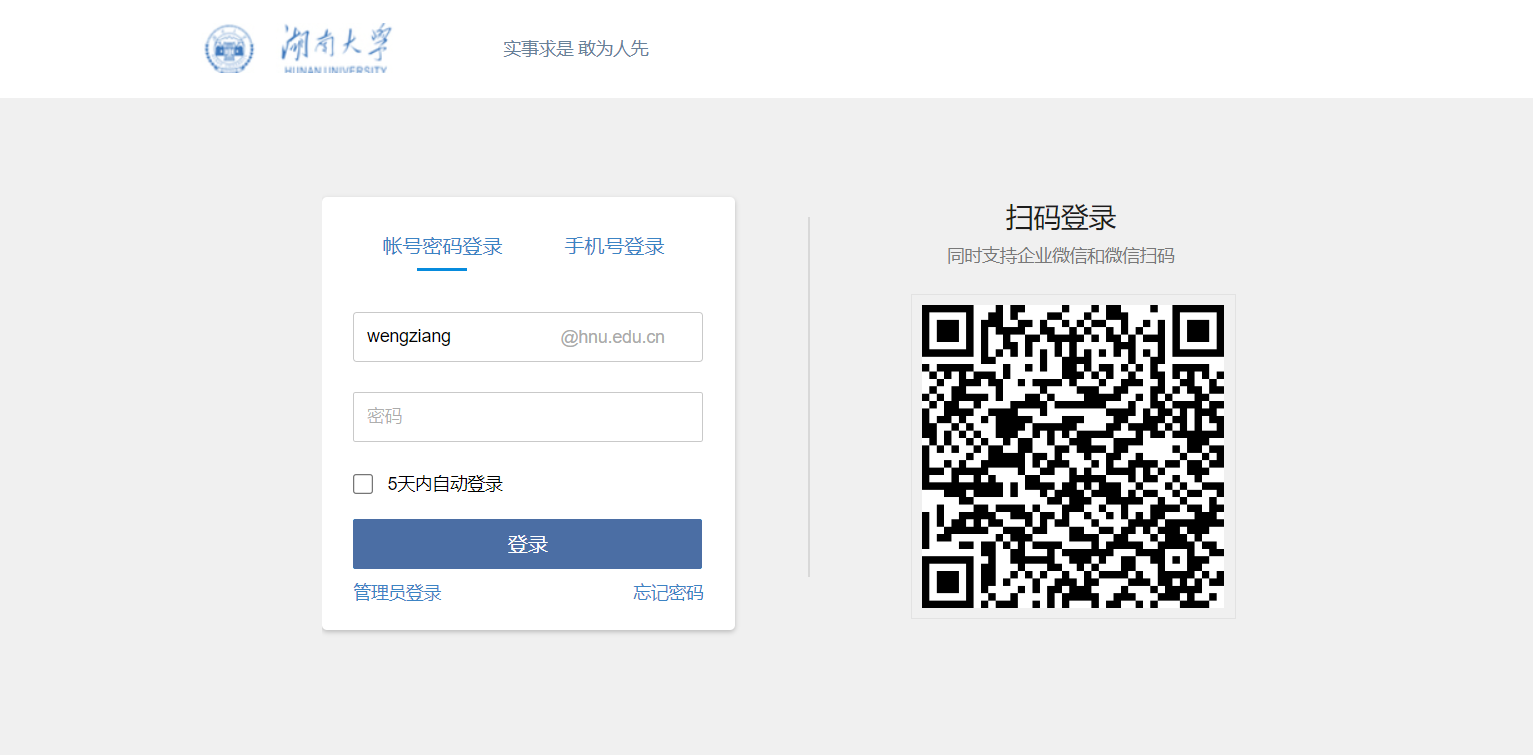 湖南大学
HUNAN UNIVERSITY
实事求是 敢为人先
帐号密码登录
手机号登录
wengziang
@hnu.edu.cn
密码
5天内自动登录
登录
管理员登录
忘记密码
扫码登录
同时支持企业微信和微信扫码